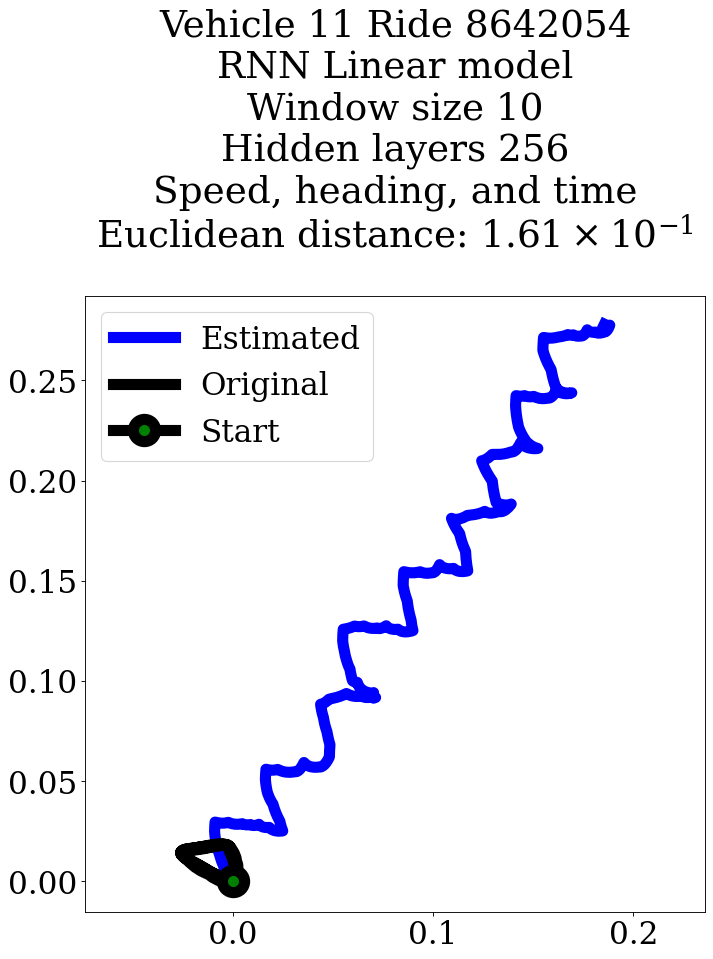 Vehicle 11 Ride 8642054
RNN Linear model
Window size 10
Hidden layers 256
Speed, heading, and time
Euclidean distance: 1.61 × 10⁻¹
Estimated
Original
Start
0.25
0.20
0.15
0.10
0.05
0.00
0.0 0.1 0.2